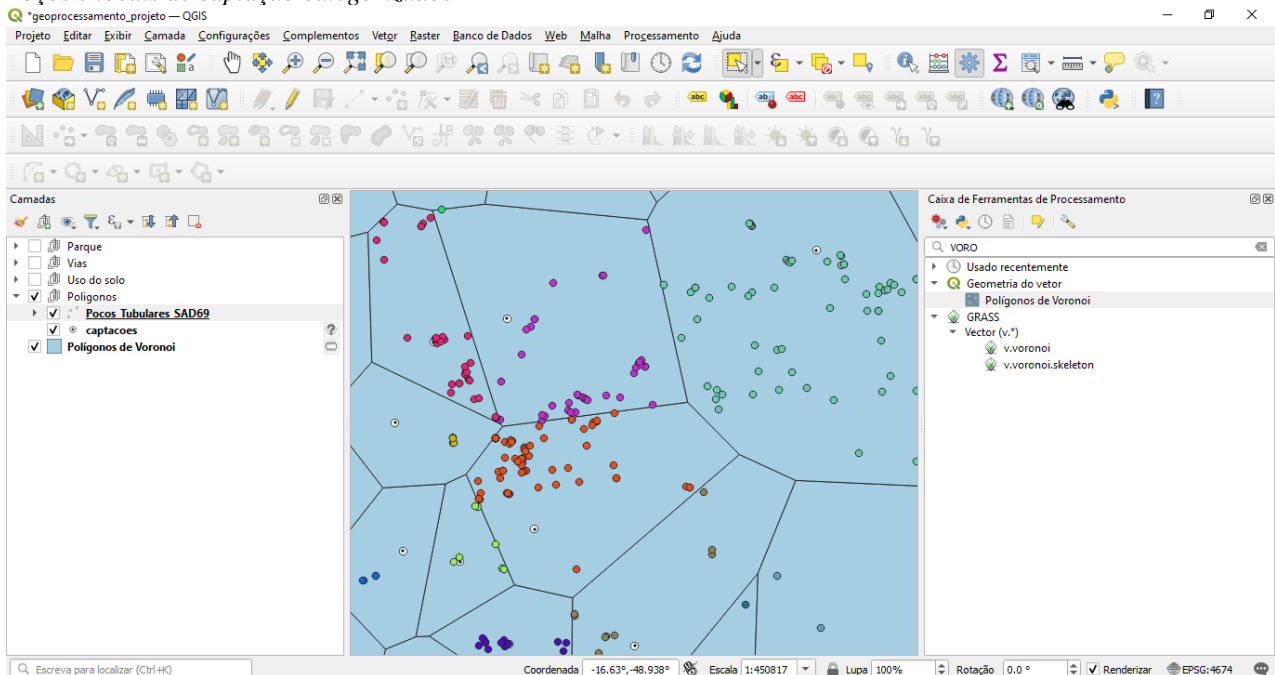 *geoprocessamento_projeto — QGIS
Projeto Editar Exibir Camada Configurações Complementos Vetor Raster Banco de Dados Web Malha Processamento Ajuda
abc abc abc
Camadas
Parque
Vias
Uso do solo
Poligonos
Pocos Tubulares SAD69
captacoes ?
Polígonos de Voronoi
Caixa de Ferramentas de Processamento
VORO
Usado recentemente
Geometria do vetor
Polígonos de Voronoi
GRASS
Vector (v.*)
v.voronoi
v.voronoi.skeleton
Escreva para localizar (Ctrl+K)
Coordenada -16.63°,-48.938° Escala 1:450817 Lupa 100% Rotação 0.0 ° Renderizar EPSG:4674